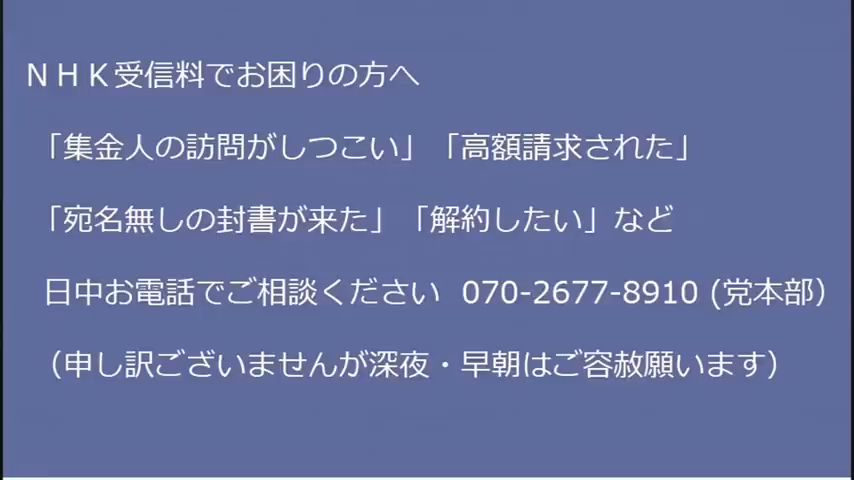 ＮＨＫ受信料でお困りの方へ
「集金人の訪問がしつこい」「高額請求された」
「宛名無しの封書が来た」「解約したい」など
日中お電話でご相談ください 070-2677-8910 (党本部）
（申し訳ございませんが深夜・早朝はご容赦願います）